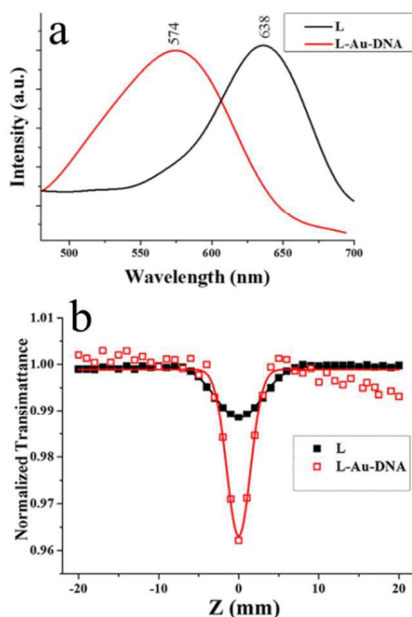 a
574
638
L
L-Au-DNA
Intensity (a.u.)
500 550 600 650 700
Wavelength (nm)
b
1.01
1.00
0.99
0.98
0.97
0.96
Normalized Transimattance
L
L-Au-DNA
-20 -10 0 10 20
Z (mm)